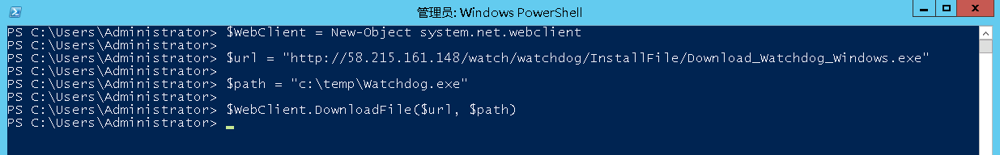 管理员: Windows PowerShell
PS C:\Users\Administrator> $WebClient = New-Object system.net.webclient
PS C:\Users\Administrator>
PS C:\Users\Administrator> $url = "http://58.215.161.148/watch/watchdog/InstallFile/Download_Watchdog_Windows.exe"
PS C:\Users\Administrator>
PS C:\Users\Administrator> $path = "c:\temp\Watchdog.exe"
PS C:\Users\Administrator>
PS C:\Users\Administrator> $WebClient.DownloadFile($url, $path)
PS C:\Users\Administrator>